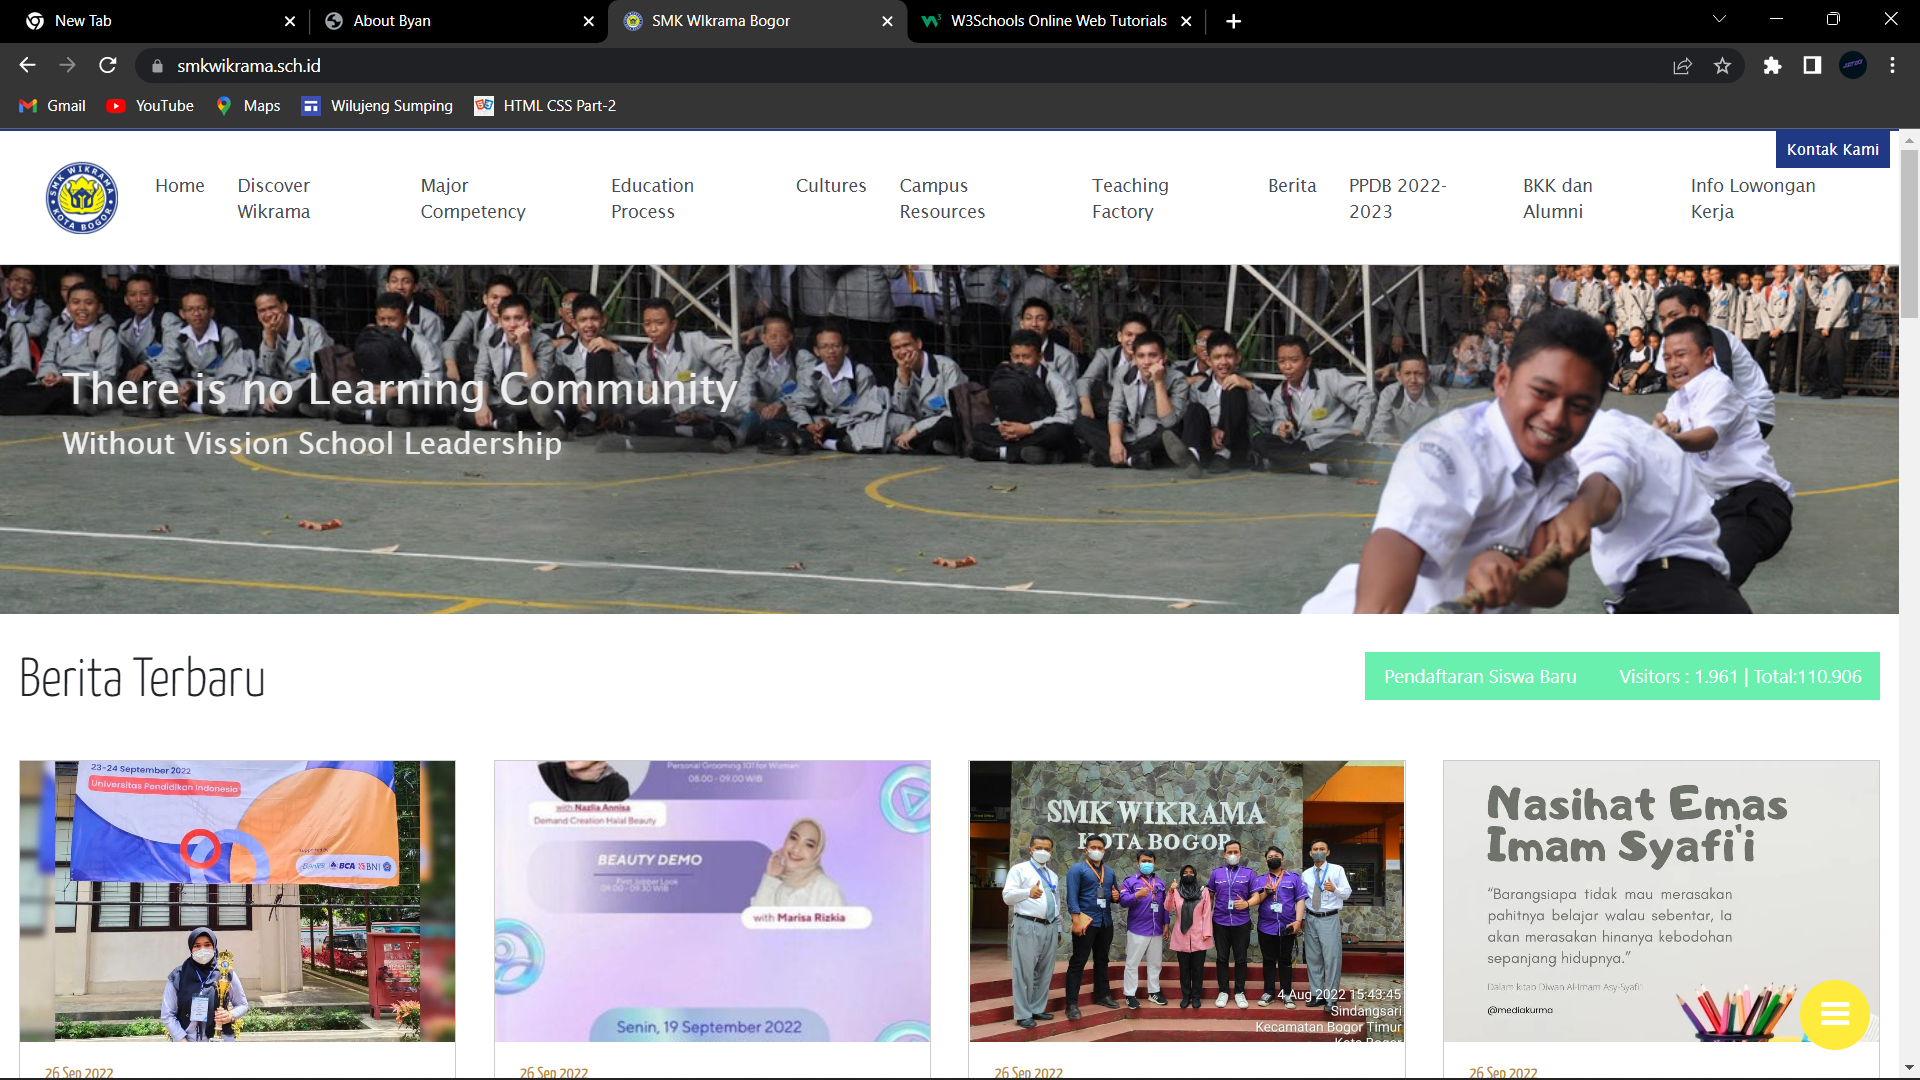 New Tab
About Byan
SMK WIkrama Bogor
W3Schools Online Web Tutorials
smkwikrama.sch.id
Gmail
YouTube
Maps
Wilujeng Sumping
HTML CSS Part-2
Kontak Kami
SMK WIKRAMA
KOTA BOGOR
Home
Discover
Wikrama
Major
Competency
Education
Process
Cultures
Campus
Resources
Teaching
Factory
Berita
PPDB 2022-
2023
BKK dan
Alumni
Info Lowongan
Kerja
There is no Learning Community
Without Vission School Leadership
Berita Terbaru
Pendaftaran Siswa Baru
Visitors : 1.961 | Total:110.906
23-24 September 2022
Universitas Pendidikan Indonesia
BCA
BNI
26 Sep 2022
Personal Grooming 101 for Women
08.00 - 09.00 WIB
with Nazlia Annisa
Demand Creation Halal Beauty
BEAUTY DEMO
First Jobber Look
09.00 - 09.30 WIB
with Marisa Rizkia
Senin, 19 September 2022
26 Sep 2022
SMK WIKRAMA
KOTA BOGOR
4 Aug 2022 15:43:45
Sindangsari
Kecamatan Bogor Timur
Kota Bogor
26 Sep 2022
Nasihat Emas
Imam Syafi'i
“Barangsiapa tidak mau merasakan
pahitnya belajar walau sebentar, Ia
akan merasakan hinanya kebodohan
sepanjang hidupnya.”
Dalam kitab Diwan Al-Imam Asy-Syafi'i
@mediakurma
26 Sep 2022